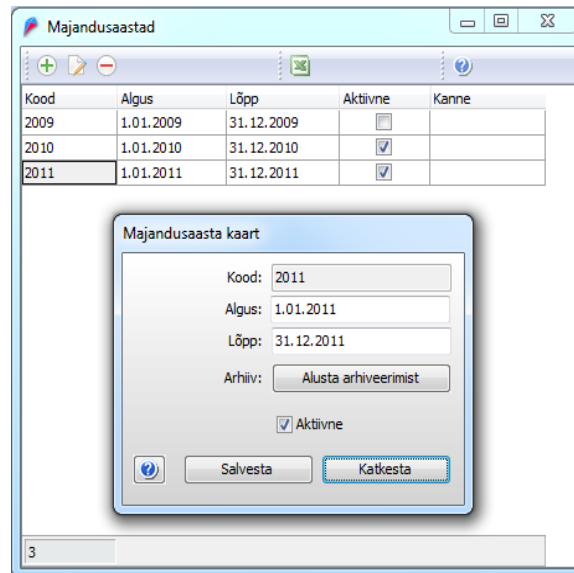 Majandusaastad
Kood Algus Lõpp Aktiivne Kanne
2009 1.01.2009 31.12.2009
2010 1.01.2010 31.12.2010
2011 1.01.2011 31.12.2011
Majandusaasta kaart
Kood: 2011
Algus: 1.01.2011
Lõpp: 31.12.2011
Arhiiv: Alusta arhiveerimist
Aktiivne
Salvesta Katkesta
3